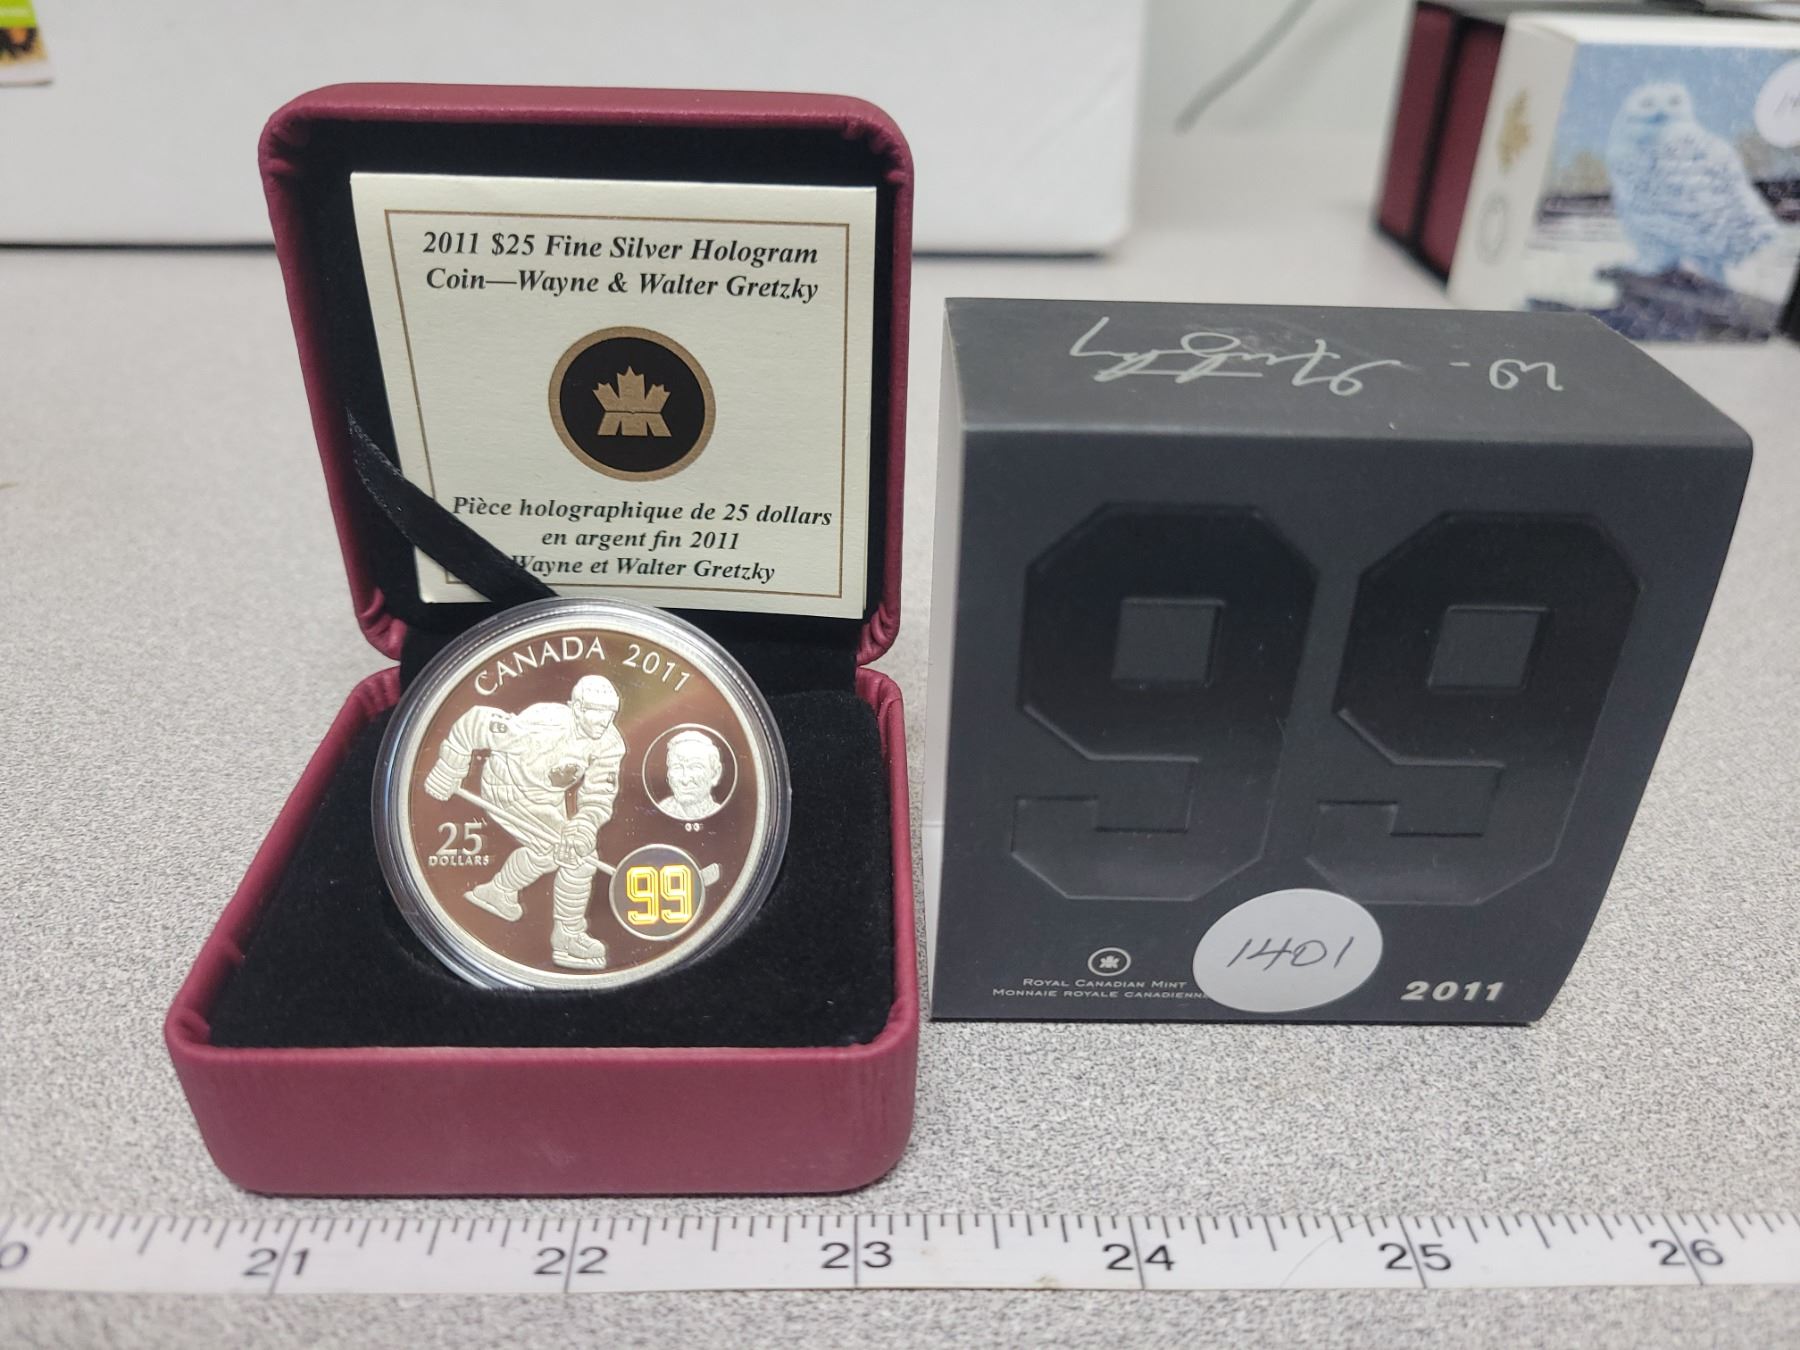 2011 $25 Fine Silver Hologram
Coin—Wayne & Walter Gretzky
Pièce holographique de 25 dollars
en argent fin 2011
Wayne et Walter Gretzky
CANADA 2011
25
DOLLARS
99
99
1401
ROYAL CANADIAN MINT
MONNAIE ROYALE CANADIENNE
2011
21 22 23 24 25 26